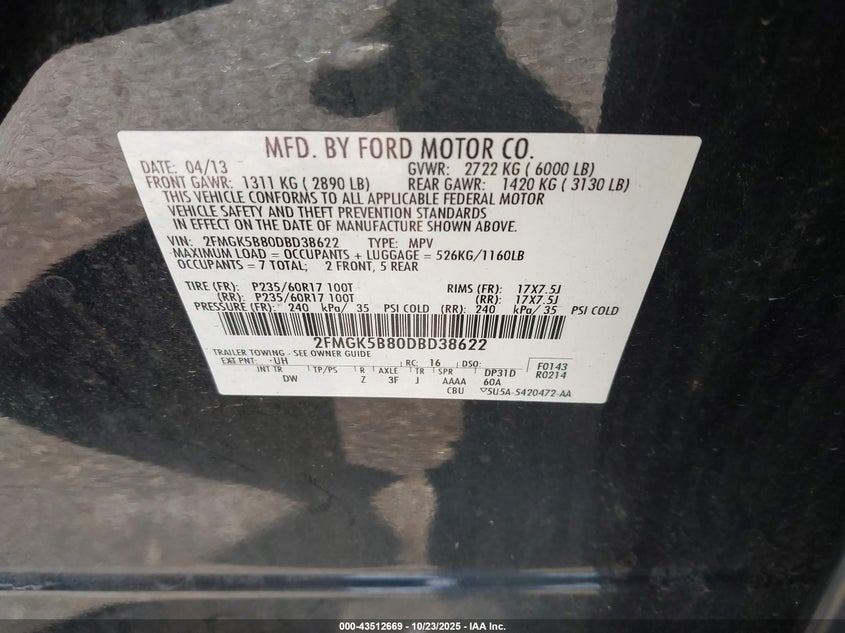 MFD. BY FORD MOTOR CO.
DATE: 04/13 GVWR: 2722 KG ( 6000 LB)
FRONT GAWR: 1311 KG ( 2890 LB) REAR GAWR: 1420 KG ( 3130 LB)
THIS VEHICLE CONFORMS TO ALL APPLICABLE FEDERAL MOTOR
VEHICLE SAFETY AND THEFT PREVENTION STANDARDS
IN EFFECT ON THE DATE OF MANUFACTURE SHOWN ABOVE.
VIN: 2FMGK5B80DBD38622 TYPE: MPV
MAXIMUM LOAD = OCCUPANTS + LUGGAGE = 526KG/1160LB
OCCUPANTS = 7 TOTAL; 2 FRONT, 5 REAR
TIRE (FR): P235/60R17 100T RIMS (FR): 17X7.5J
(RR): P235/60R17 100T (RR): 17X7.5J
PRESSURE (FR): 240 kPa/ 35 PSI COLD (RR): 240 kPa/ 35 PSI COLD
2FMGK5B80DBD38622
TRAILER TOWING - SEE OWNER GUIDE
EXT PNT: UH RC: 16 DSO: F0143
INT TR TP/PS R AXLE TR SPR DP31D R0214
DW Z 3F J AAAA 60A
CBU 5U5A-5420472-AA
000-43512669 - 10/23/2025 - IAA Inc.